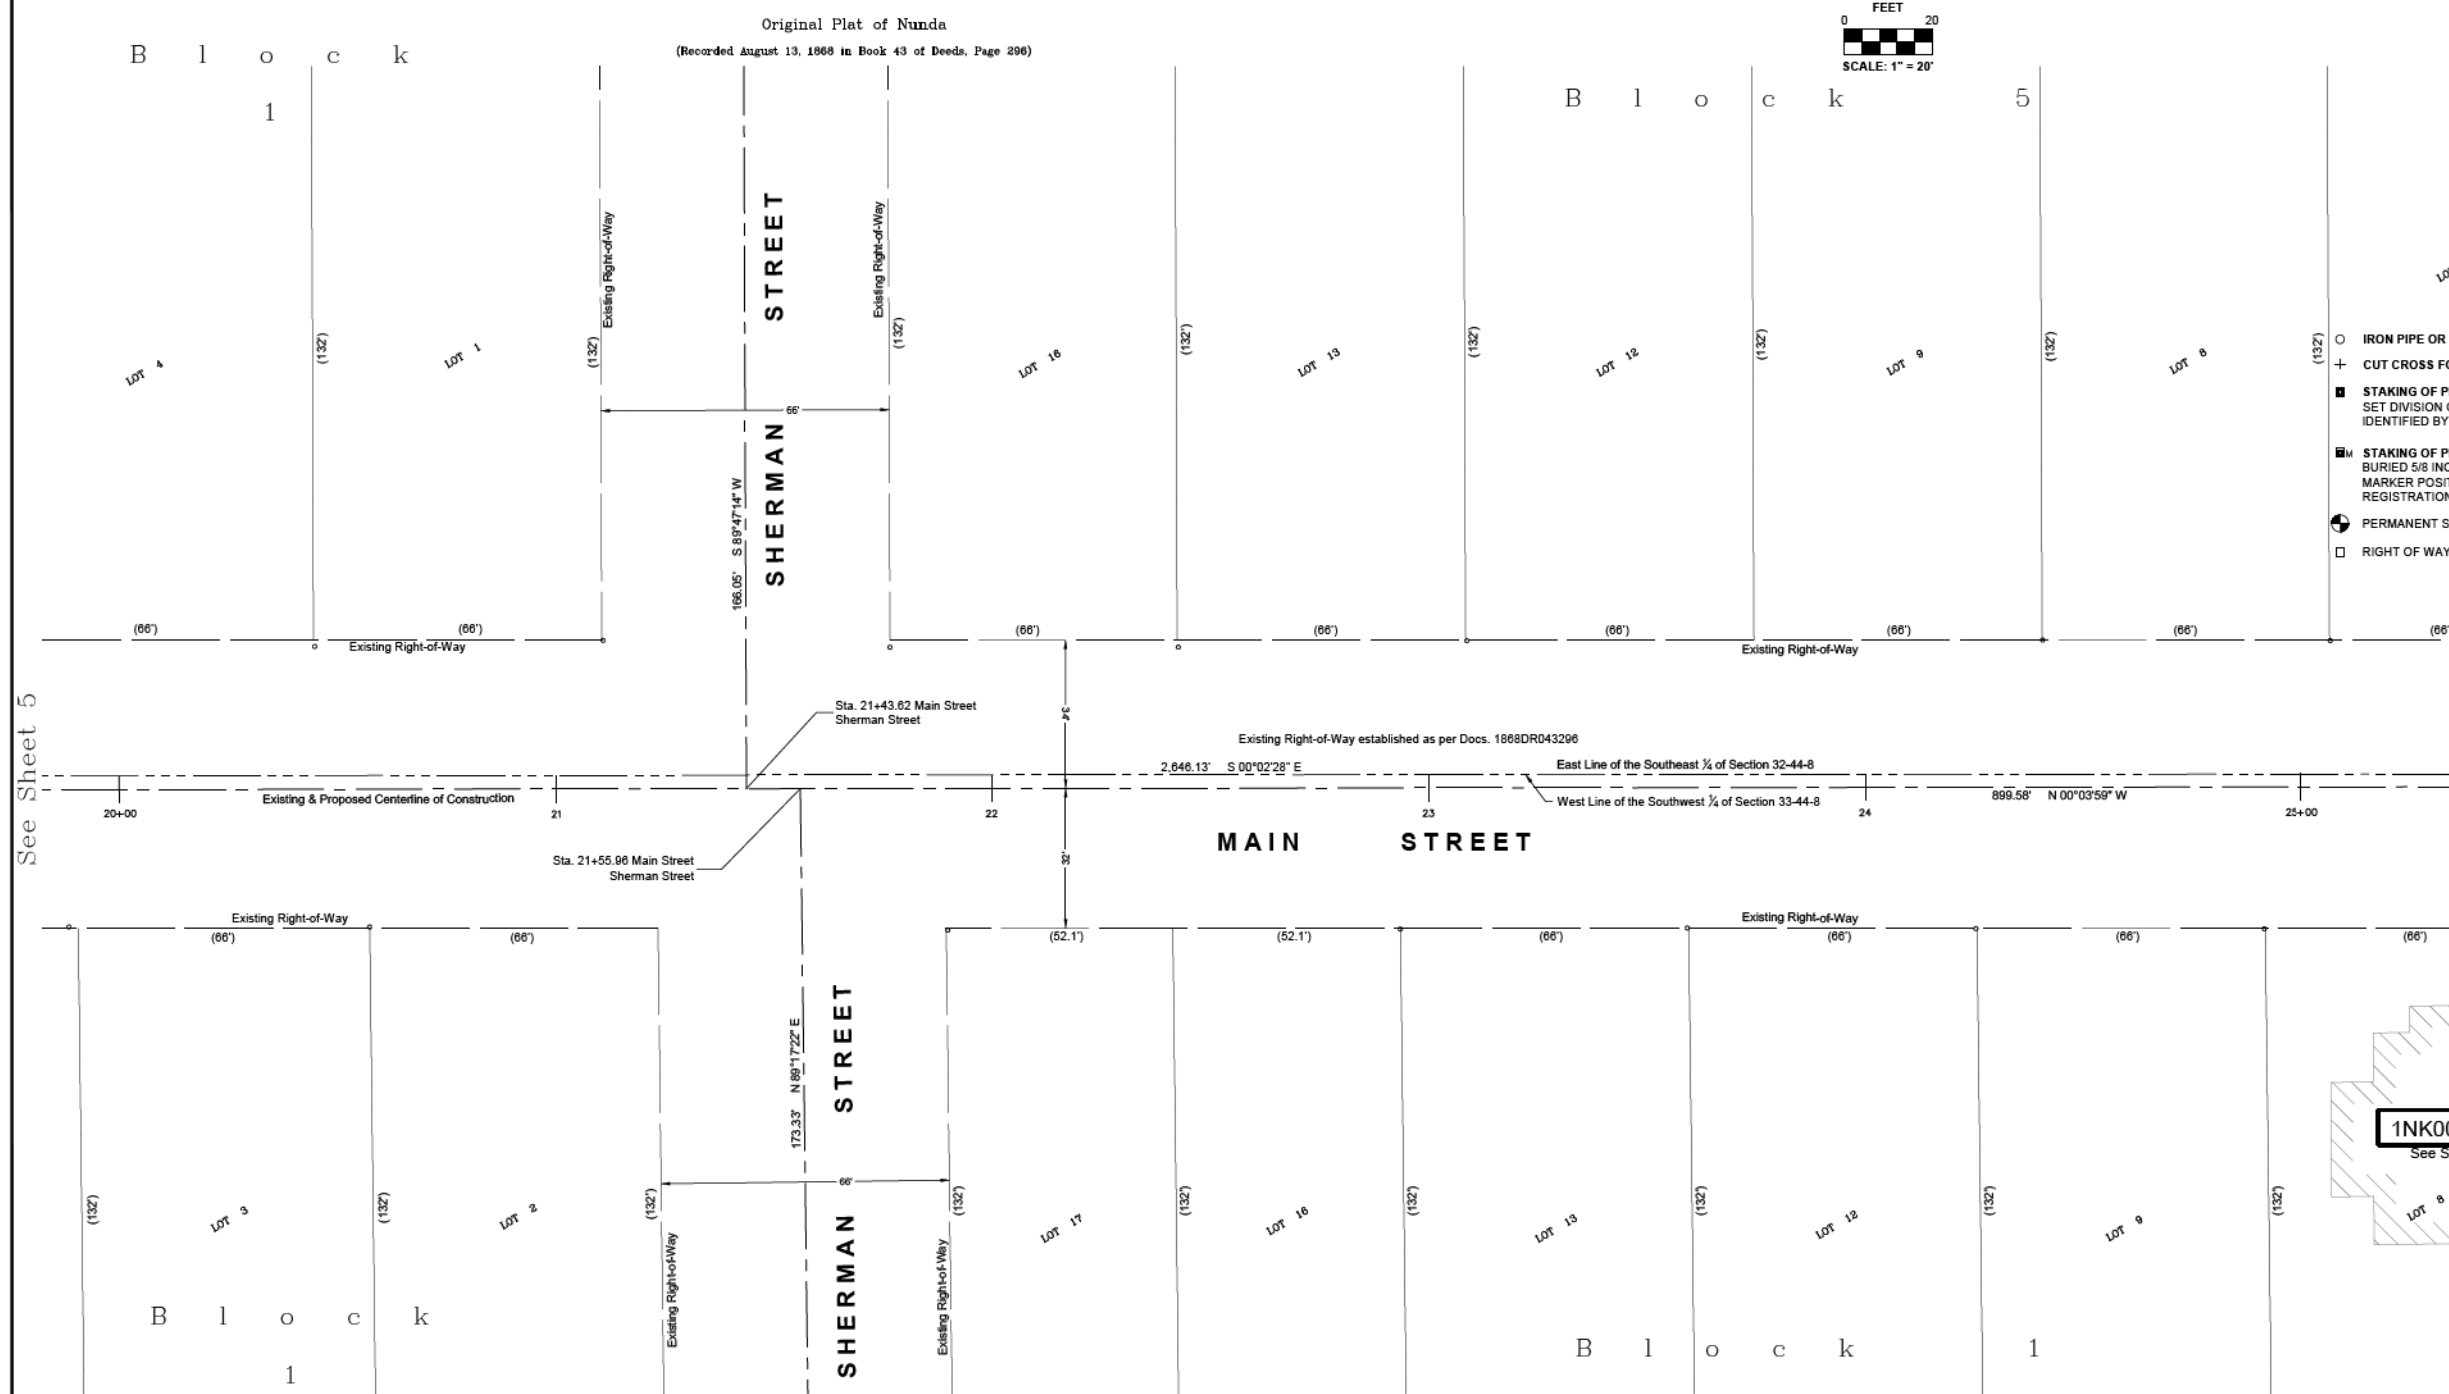 Original Plat of Nunda
(Recorded August 13, 1868 in Book 43 of Deeds, Page 296)
FEET
0 20
SCALE: 1" = 20'
B l o c k
1
B l o c k 5
STREET
SHERMAN
Existing Right-of-Way
Existing Right-of-Way
(132')
(132')
(132')
(132')
(132')
(132')
(132')
(132')
LOT 4
LOT 1
LOT 16
LOT 13
LOT 12
LOT 9
LOT 8
66'
166.05' S 89°47'14" W
IRON PIPE OR
CUT CROSS
STAKING OF
SET DIVISION
IDENTIFIED BY
M STAKING OF
BURIED 5/8
MARKER
REGISTRATION
PERMANENT
RIGHT OF WAY
(66')
(66')
(66')
(66')
(66')
(66')
(66')
(66'
Existing Right-of-Way
Existing Right-of-Way
See Sheet 5
Sta. 21+43.62 Main Street
Sherman Street
34'
Existing Right-of-Way established as per Docs. 1868DR043296
2,646.13' S 00°02'28" E
East Line of the Southeast ¼ of Section 32-44-8
Existing & Proposed Centerline of Construction
West Line of the Southwest ¼ of Section 33-44-8
899.58' N 00°03'59" W
20+00
21
22
23
24
25+00
MAIN STREET
Sta. 21+55.96 Main Street
Sherman Street
32'
Existing Right-of-Way
Existing Right-of-Way
(66')
(66')
(52.1')
(52.1')
(66')
(66')
(66')
(66')
STREET
SHERMAN
173.33' N 89°17'22" E
66'
Existing Right-of-Way
Existing Right-of-Way
(132')
(132')
(132')
(132')
(132')
(132')
(132')
(132')
(132')
LOT 3
LOT 2
LOT 17
LOT 16
LOT 13
LOT 12
LOT 9
LOT 8
1NK00
See S
B l o c k
1
B l o c k 1